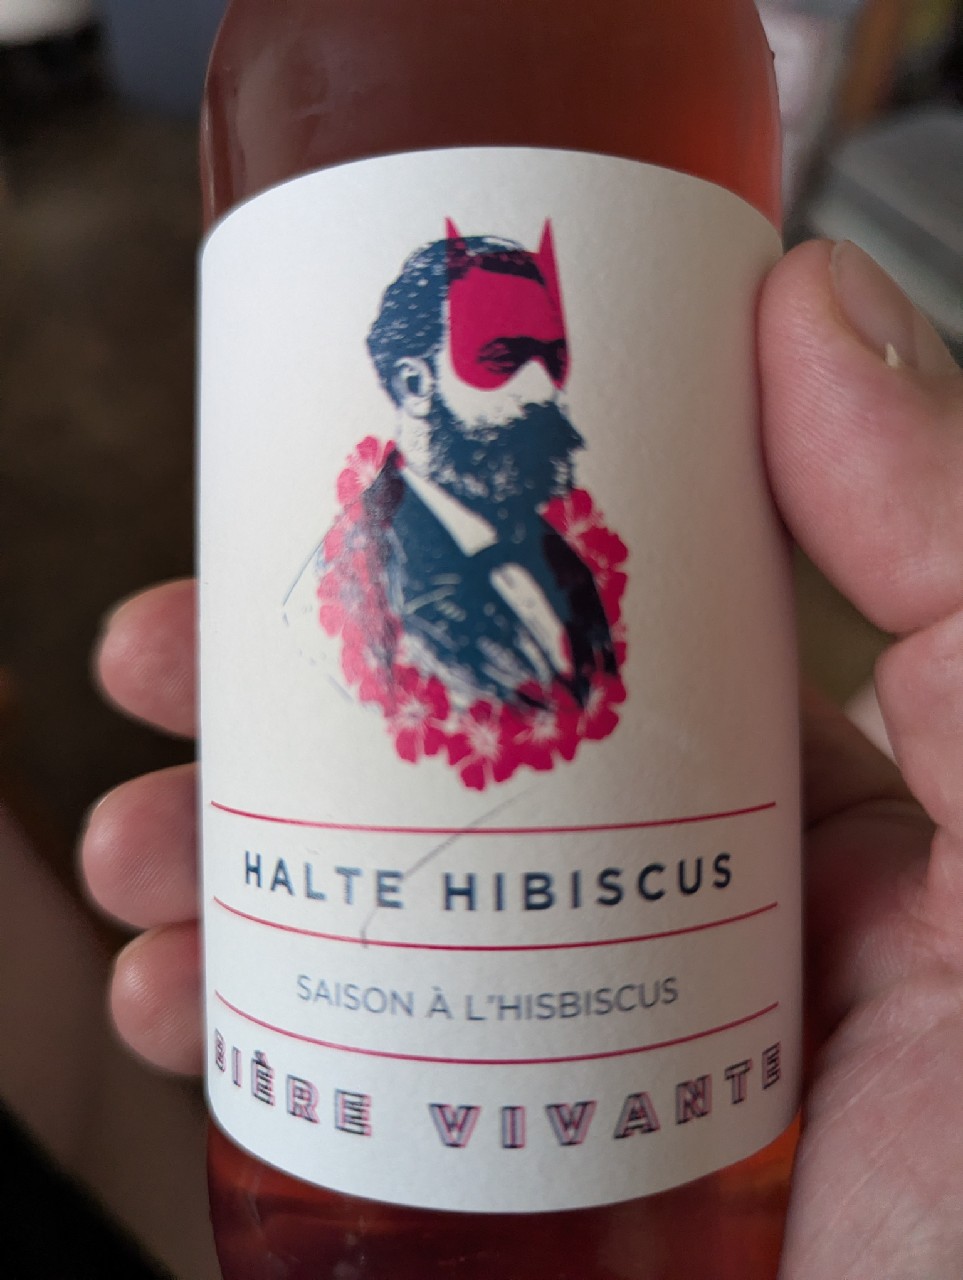 HALTE HIBISCUS
SAISON À L'HISBISCUS
BIÈRE VIVANTE